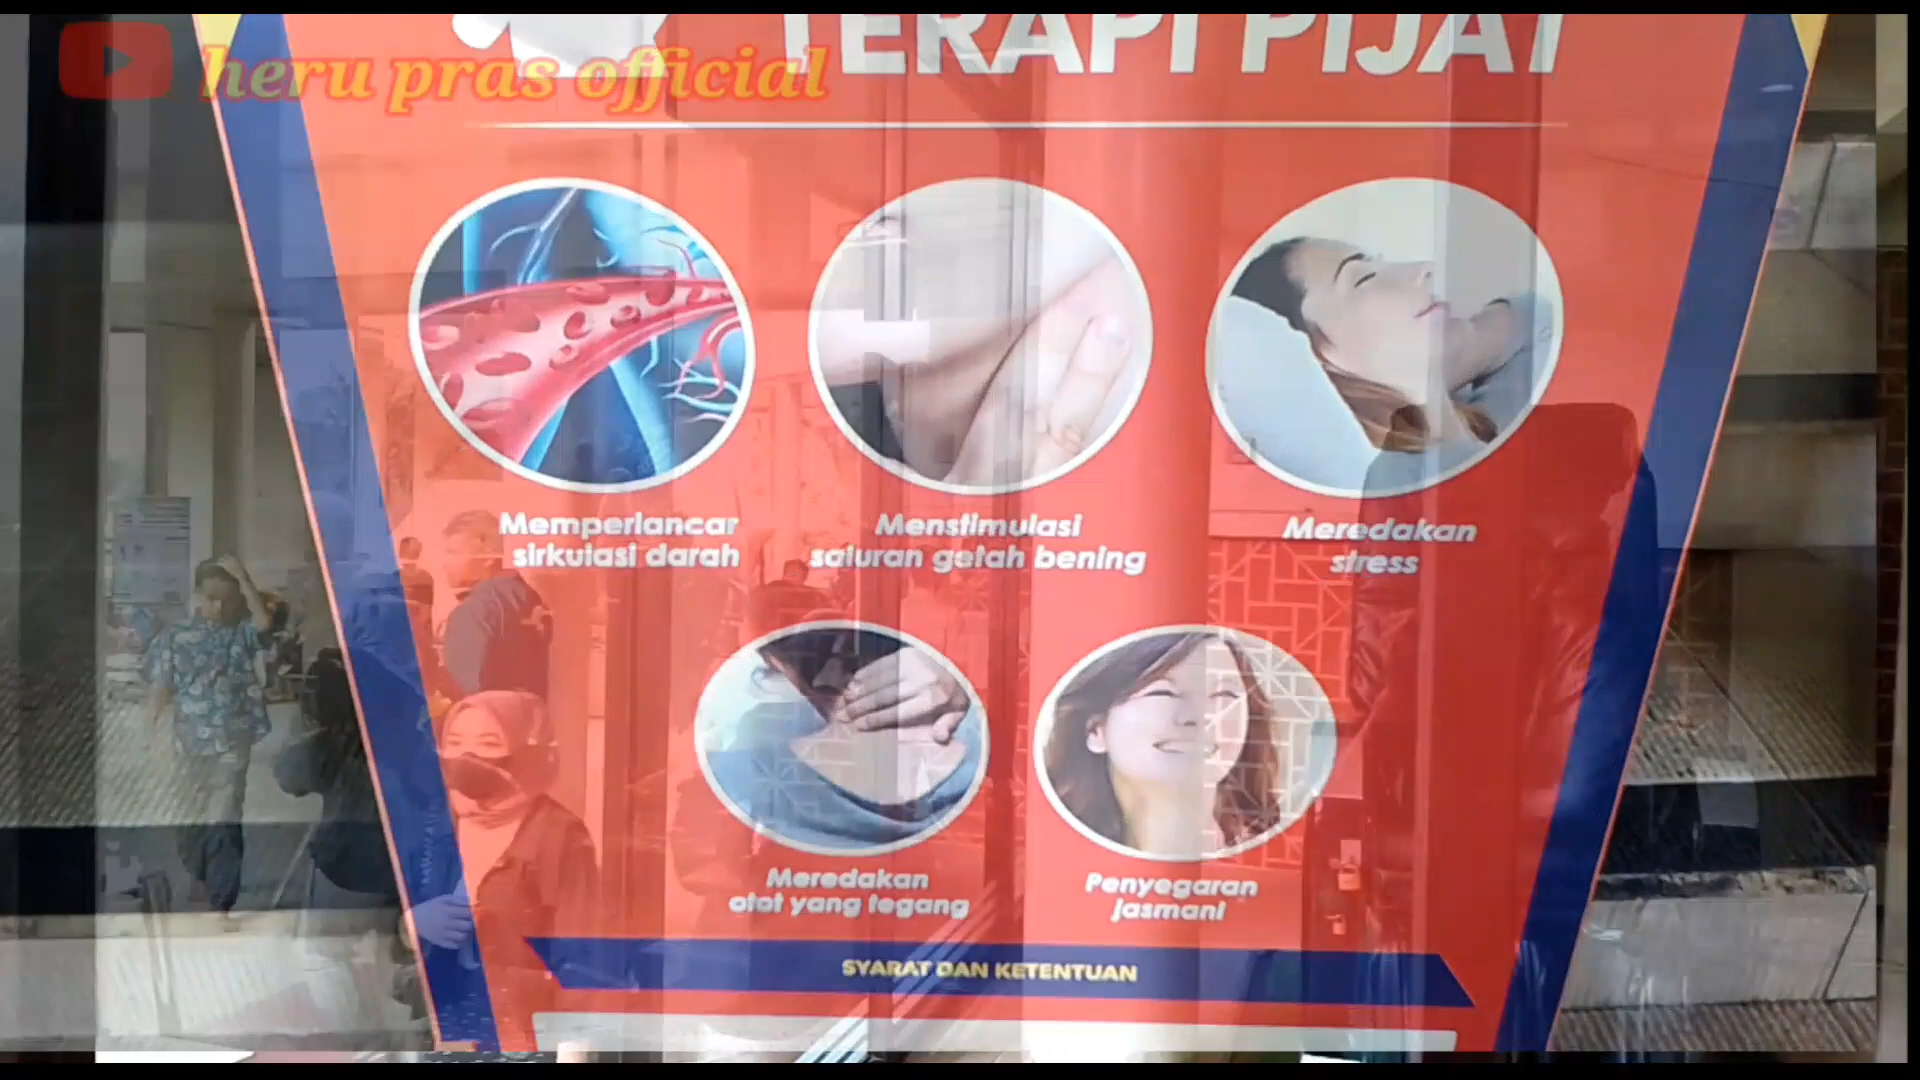 TERAPI PIJAT
heru pras official
Memperlancar
sirkulasi darah
Menstimulasi
saluran getah bening
Meredakan
stress
Meredakan
otot yang tegang
Penyegaran
jasmani
SYARAT DAN KETENTUAN